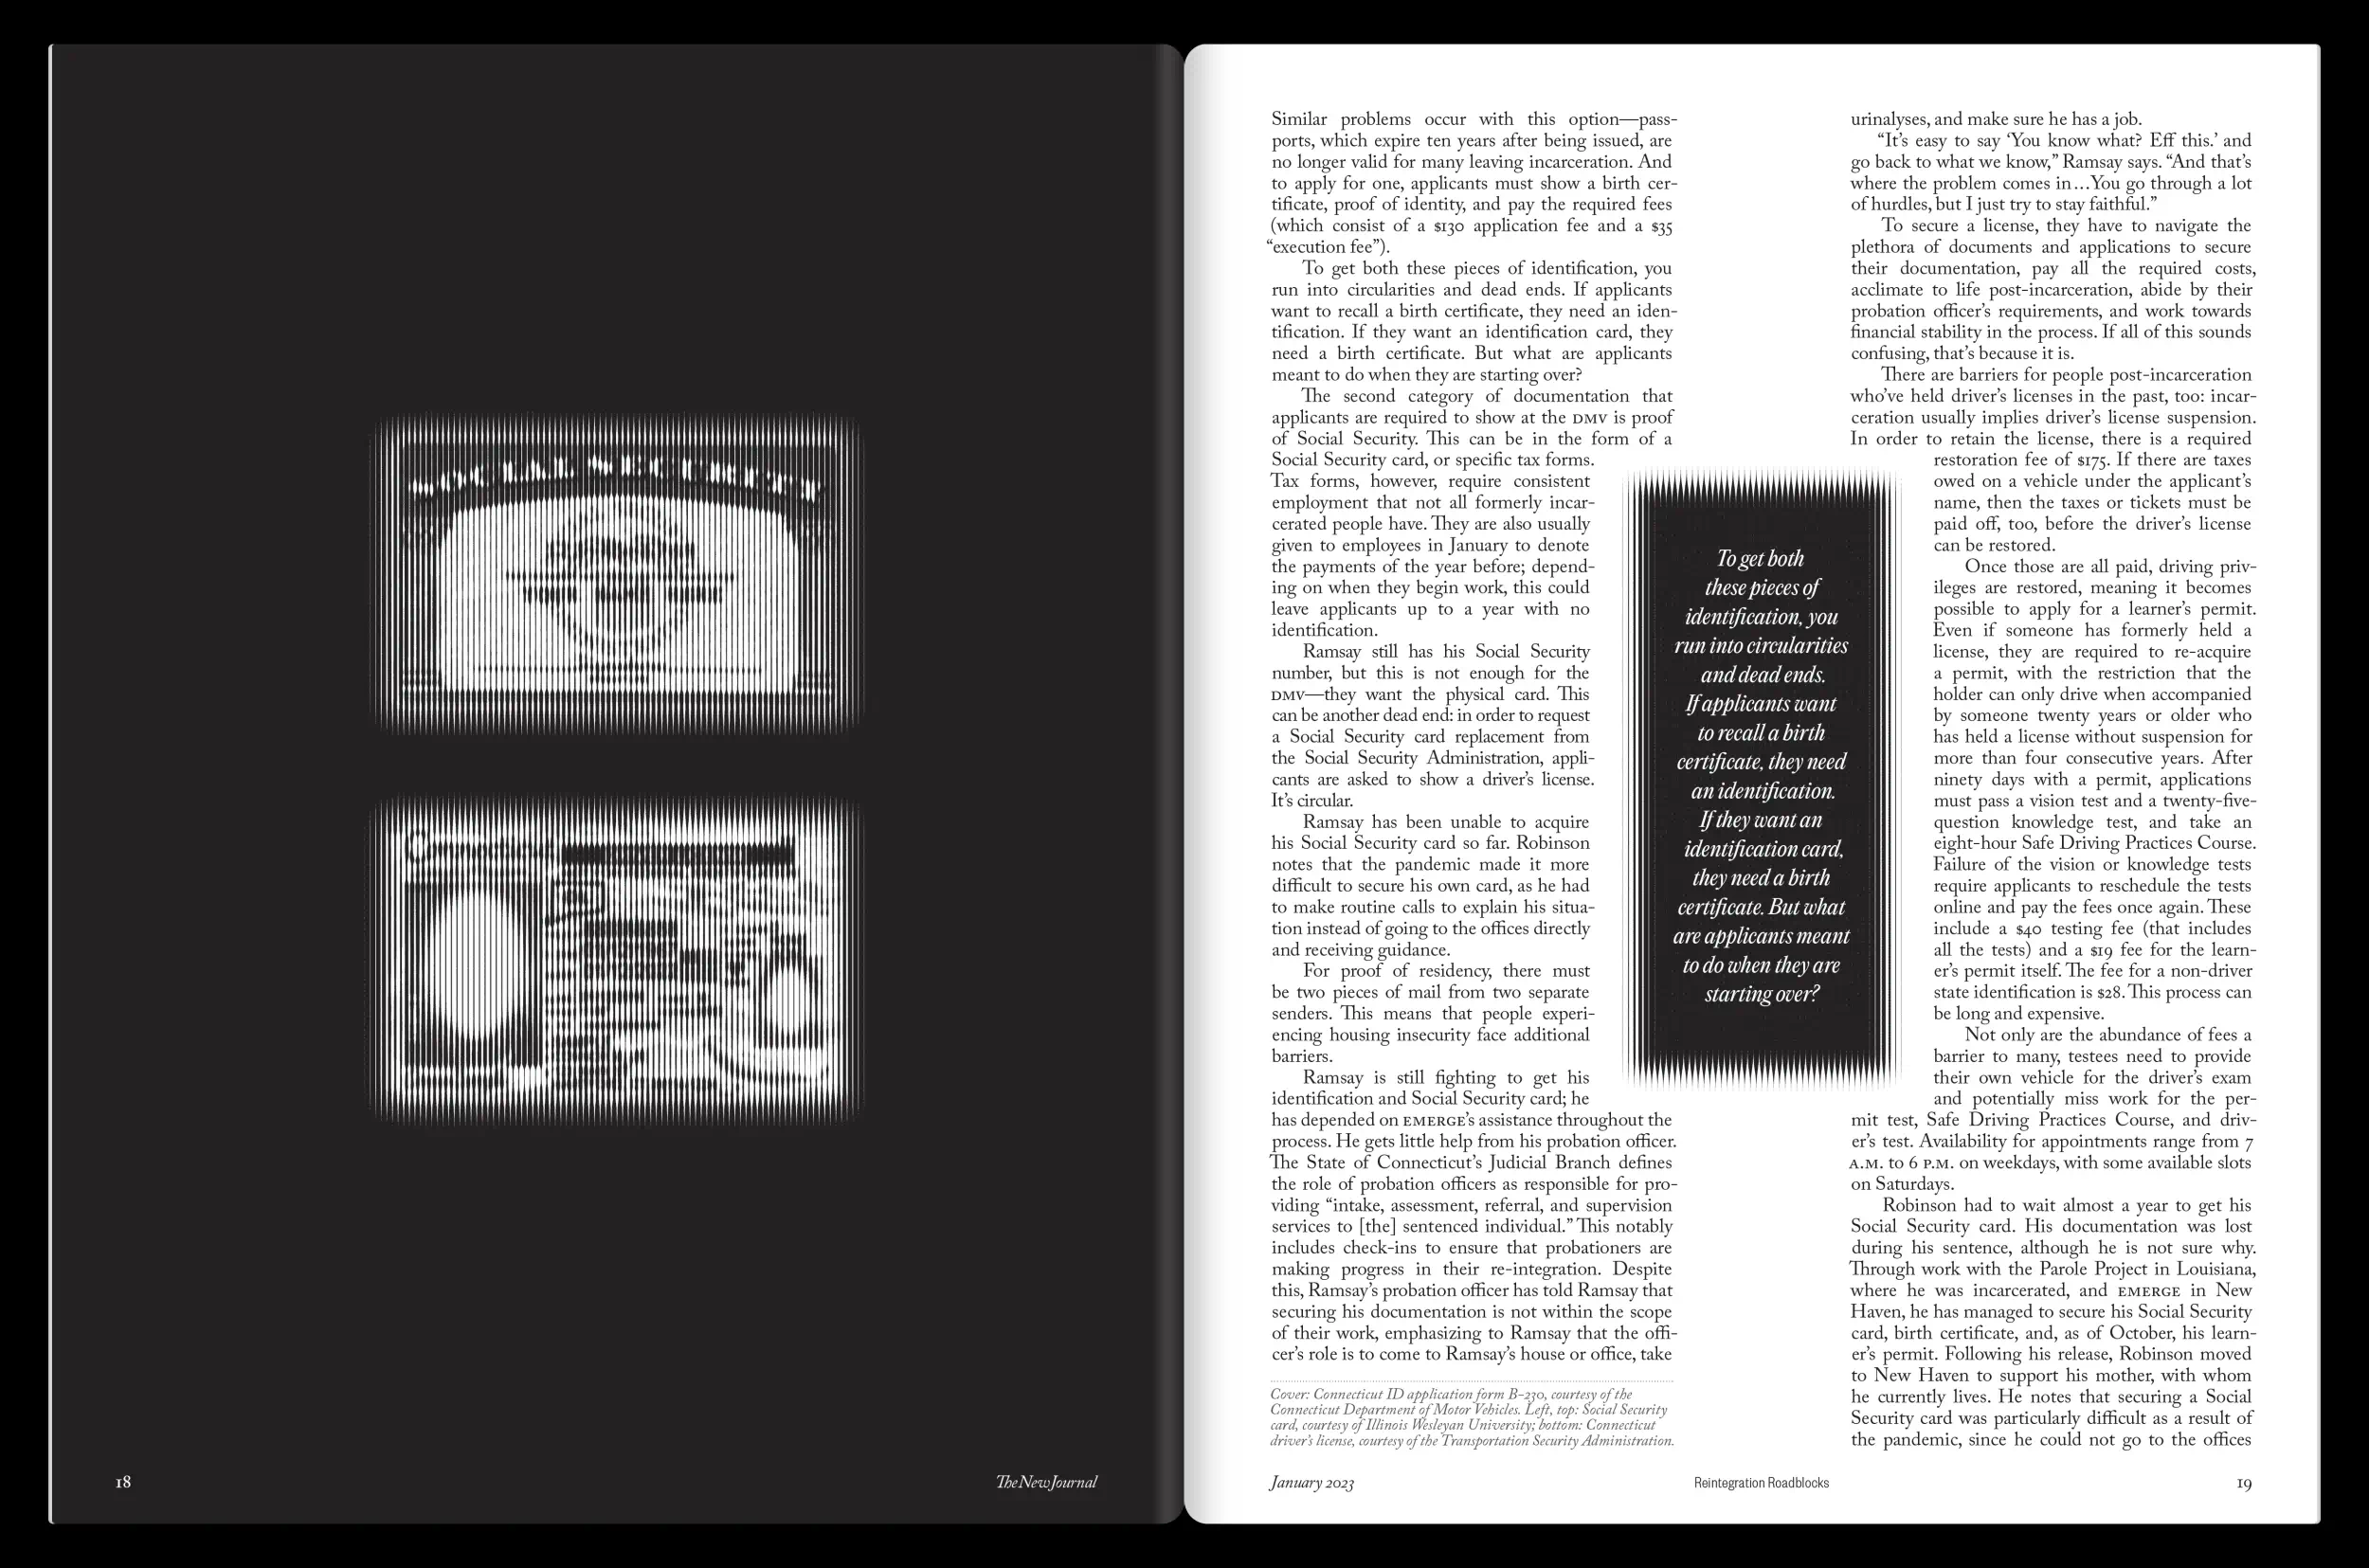 SOCIAL SECURITY
18
The New Journal
Similar problems occur with this option—pass-
ports, which expire ten years after being issued, are
no longer valid for many leaving incarceration. And
to apply for one, applicants must show a birth cer-
tificate, proof of identity, and pay the required fees
(which consist of a $130 application fee and a $35
“execution fee”).
To get both these pieces of identification, you
run into circularities and dead ends. If applicants
want to recall a birth certificate, they need an iden-
tification. If they want an identification card, they
need a birth certificate. But what are applicants
meant to do when they are starting over?
The second category of documentation that
applicants are required to show at the DMV is proof
of Social Security. This can be in the form of a
Social Security card, or specific tax forms.
Tax forms, however, require consistent
employment that not all formerly incar-
cerated people have. They are also usually
given to employees in January to denote
the payments of the year before; depend-
ing on when they begin work, this could
leave applicants up to a year with no
identification.
Ramsay still has his Social Security
number, but this is not enough for the
DMV—they want the physical card. This
can be another dead end: in order to request
a Social Security card replacement from
the Social Security Administration, appli-
cants are asked to show a driver’s license.
It’s circular.
Ramsay has been unable to acquire
his Social Security card so far. Robinson
notes that the pandemic made it more
difficult to secure his own card, as he had
to make routine calls to explain his situa-
tion instead of going to the offices directly
and receiving guidance.
For proof of residency, there must
be two pieces of mail from two separate
senders. This means that people experi-
encing housing insecurity face additional
barriers.
Ramsay is still fighting to get his
identification and Social Security card; he
has depended on EMERGE’s assistance throughout the
process. He gets little help from his probation officer.
The State of Connecticut’s Judicial Branch defines
the role of probation officers as responsible for pro-
viding “intake, assessment, referral, and supervision
services to [the] sentenced individual.” This notably
includes check-ins to ensure that probationers are
making progress in their re-integration. Despite
this, Ramsay’s probation officer has told Ramsay that
securing his documentation is not within the scope
of their work, emphasizing to Ramsay that the offi-
cer’s role is to come to Ramsay’s house or office, take
Cover: Connecticut ID application form B-230, courtesy of the
Connecticut Department of Motor Vehicles. Left, top: Social Security
card, courtesy of Illinois Wesleyan University; bottom: Connecticut
driver’s license, courtesy of the Transportation Security Administration.
To get both
these pieces of
identification, you
run into circularities
and dead ends.
If applicants want
to recall a birth
certificate, they need
an identification.
If they want an
identification card,
they need a birth
certificate. But what
are applicants meant
to do when they are
starting over?
urinalyses, and make sure he has a job.
“It’s easy to say ‘You know what? Eff this.’ and
go back to what we know,” Ramsay says. “And that’s
where the problem comes in…You go through a lot
of hurdles, but I just try to stay faithful.”
To secure a license, they have to navigate the
plethora of documents and applications to secure
their documentation, pay all the required costs,
acclimate to life post-incarceration, abide by their
probation officer’s requirements, and work towards
financial stability in the process. If all of this sounds
confusing, that’s because it is.
There are barriers for people post-incarceration
who’ve held driver’s licenses in the past, too: incar-
ceration usually implies driver’s license suspension.
In order to retain the license, there is a required
restoration fee of $175. If there are taxes
owed on a vehicle under the applicant’s
name, then the taxes or tickets must be
paid off, too, before the driver’s license
can be restored.
Once those are all paid, driving priv-
ileges are restored, meaning it becomes
possible to apply for a learner’s permit.
Even if someone has formerly held a
license, they are required to re-acquire
a permit, with the restriction that the
holder can only drive when accompanied
by someone twenty years or older who
has held a license without suspension for
more than four consecutive years. After
ninety days with a permit, applications
must pass a vision test and a twenty-five-
question knowledge test, and take an
eight-hour Safe Driving Practices Course.
Failure of the vision or knowledge tests
require applicants to reschedule the tests
online and pay the fees once again. These
include a $40 testing fee (that includes
all the tests) and a $19 fee for the learn-
er’s permit itself. The fee for a non-driver
state identification is $28. This process can
be long and expensive.
Not only are the abundance of fees a
barrier to many, testees need to provide
their own vehicle for the driver’s exam
and potentially miss work for the per-
mit test, Safe Driving Practices Course, and driv-
er’s test. Availability for appointments range from 7
A.M. to 6 P.M. on weekdays, with some available slots
on Saturdays.
Robinson had to wait almost a year to get his
Social Security card. His documentation was lost
during his sentence, although he is not sure why.
Through work with the Parole Project in Louisiana,
where he was incarcerated, and EMERGE in New
Haven, he has managed to secure his Social Security
card, birth certificate, and, as of October, his learn-
er’s permit. Following his release, Robinson moved
to New Haven to support his mother, with whom
he currently lives. He notes that securing a Social
Security card was particularly difficult as a result of
the pandemic, since he could not go to the offices
January 2023
Reintegration Roadblocks
19